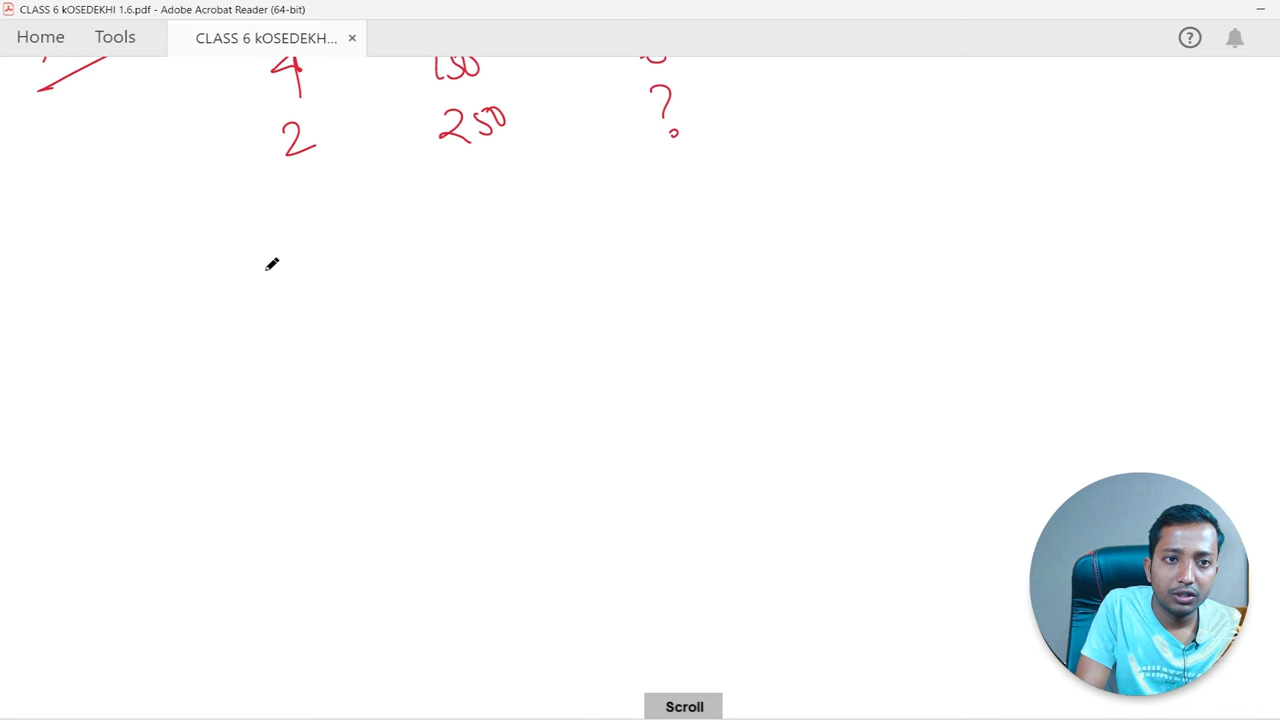 CLASS 6 kOSEDEKHI 1.6.pdf - Adobe Acrobat Reader (64-bit)
Home Tools CLASS 6 kOSEDEKH... ×
4 150
2 250 ?
Scroll